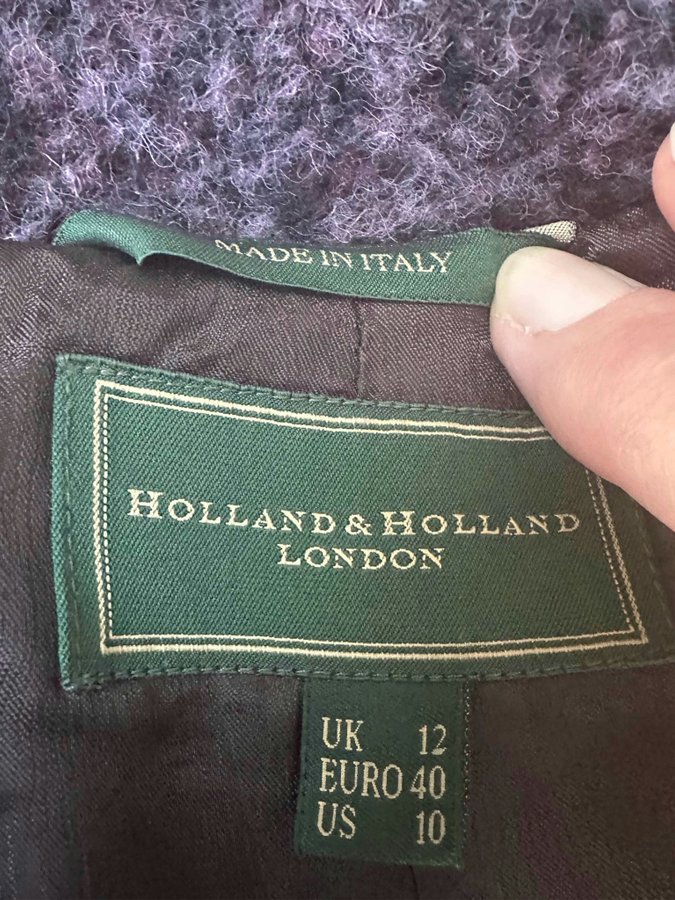 MADE IN ITALY
HOLLAND & HOLLAND
LONDON
UK 12
EURO 40
US 10